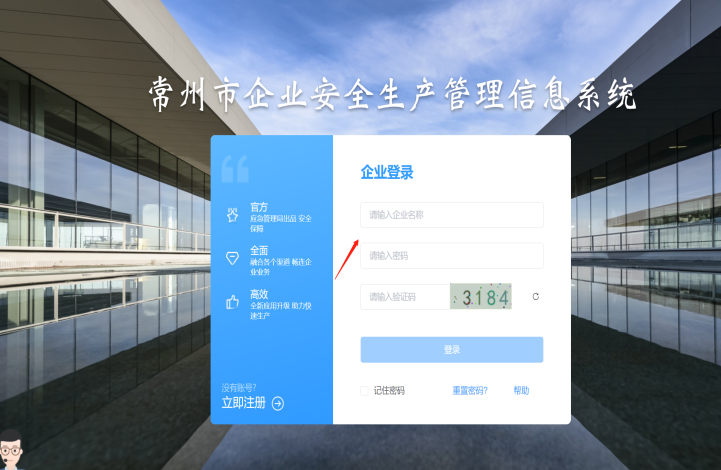 常州市企业安全生产管理信息系统
官方
应急管理局出品 安全
保障
全面
融合各个渠道 畅连企
业业务
高效
全新应用升级 助力快
速生产
没有账号?
立即注册
企业登录
请输入企业名称
请输入密码
请输入验证码
3184
登录
记住密码
重置密码?
帮助